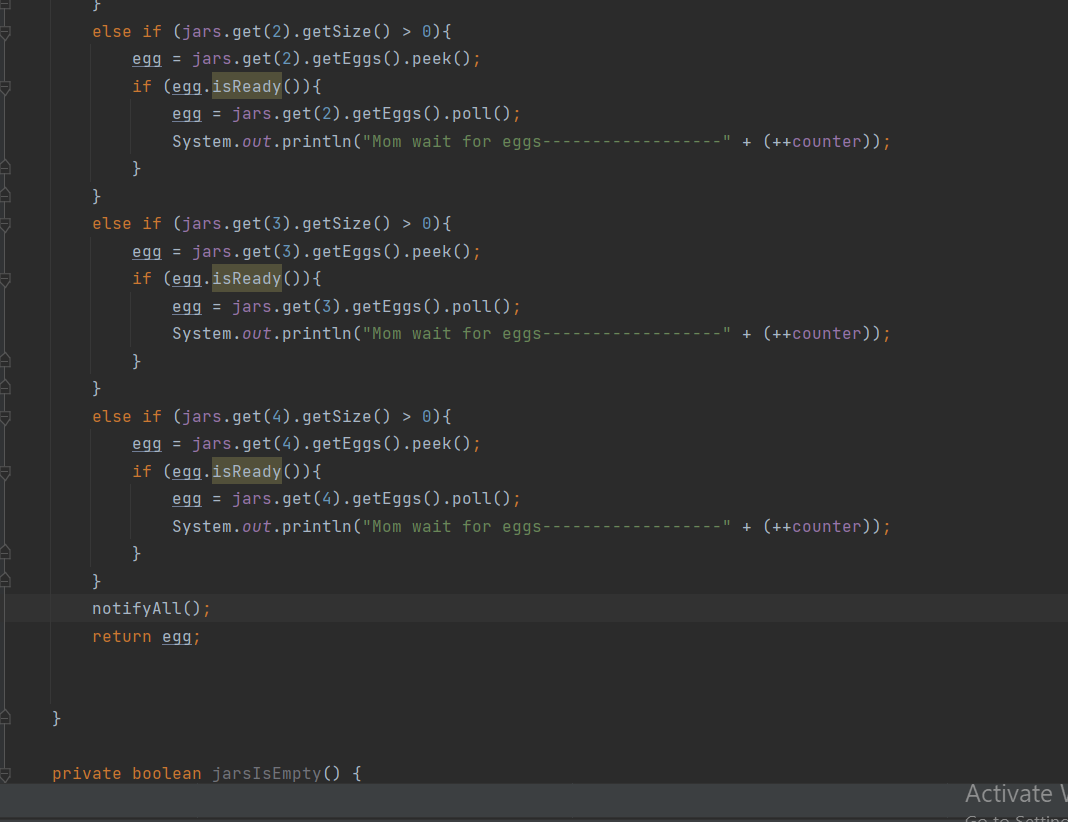 }
else if (jars.get(2).getSize() > 0){
egg = jars.get(2).getEggs().peek();
if (egg.isReady()){
egg = jars.get(2).getEggs().poll();
System.out.println("Mom wait for eggs------------------" + (++counter));
}
}
else if (jars.get(3).getSize() > 0){
egg = jars.get(3).getEggs().peek();
if (egg.isReady()){
egg = jars.get(3).getEggs().poll();
System.out.println("Mom wait for eggs------------------" + (++counter));
}
}
else if (jars.get(4).getSize() > 0){
egg = jars.get(4).getEggs().peek();
if (egg.isReady()){
egg = jars.get(4).getEggs().poll();
System.out.println("Mom wait for eggs------------------" + (++counter));
}
}
notifyAll();
return egg;
}
private boolean jarsIsEmpty() {
Activate